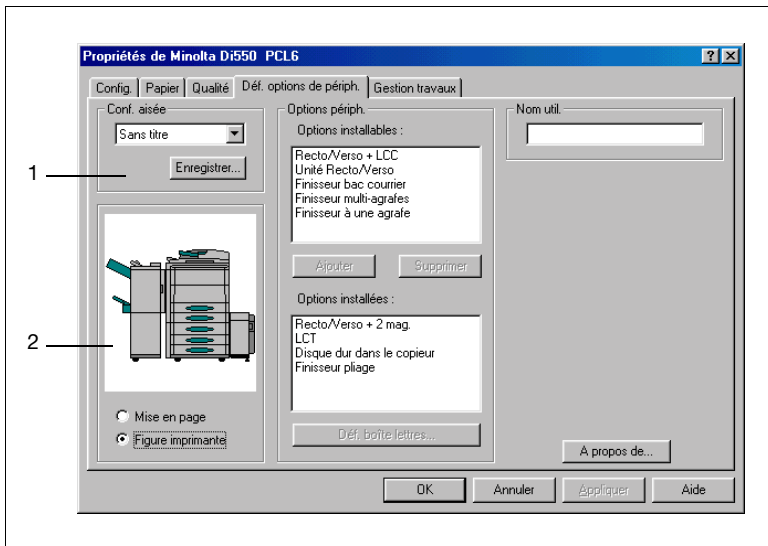 Propriétés de Minolta Di550 PCL6
Config. Papier Qualité Déf. options de périph. Gestion travaux
Conf. aisée
Sans titre
Enregistrer...
1
2
Mise en page
Figure imprimante
Options périph.
Options installables :
Recto/Verso + LCC
Unité Recto/Verso
Finisseur bac courrier
Finisseur multi-agrafes
Finisseur à une agrafe
Ajouter Supprimer
Options installées :
Recto/Verso + 2 mag.
LCT
Disque dur dans le copieur
Finisseur pliage
Déf. boîte lettres...
Nom util.
A propos de...
OK Annuler Appliquer Aide